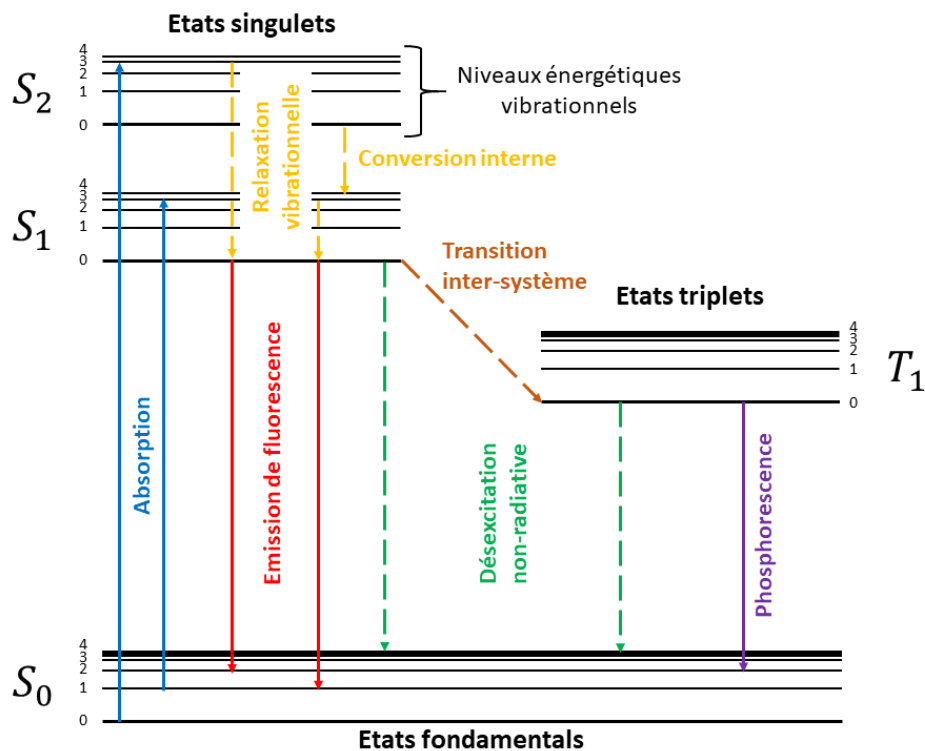 Etats singulets
4
3
2
1
0
S₂
Niveaux énergétiques
vibrationnels
Relaxation
vibrationnelle
Conversion interne
4
3
2
1
0
S₁
Transition
inter-système
Etats triplets
4
3
2
1
0
T₁
Absorption
Emission de fluorescence
Désexcitation
non-radiative
Phosphorescence
4
3
2
1
0
S₀
Etats fondamentals